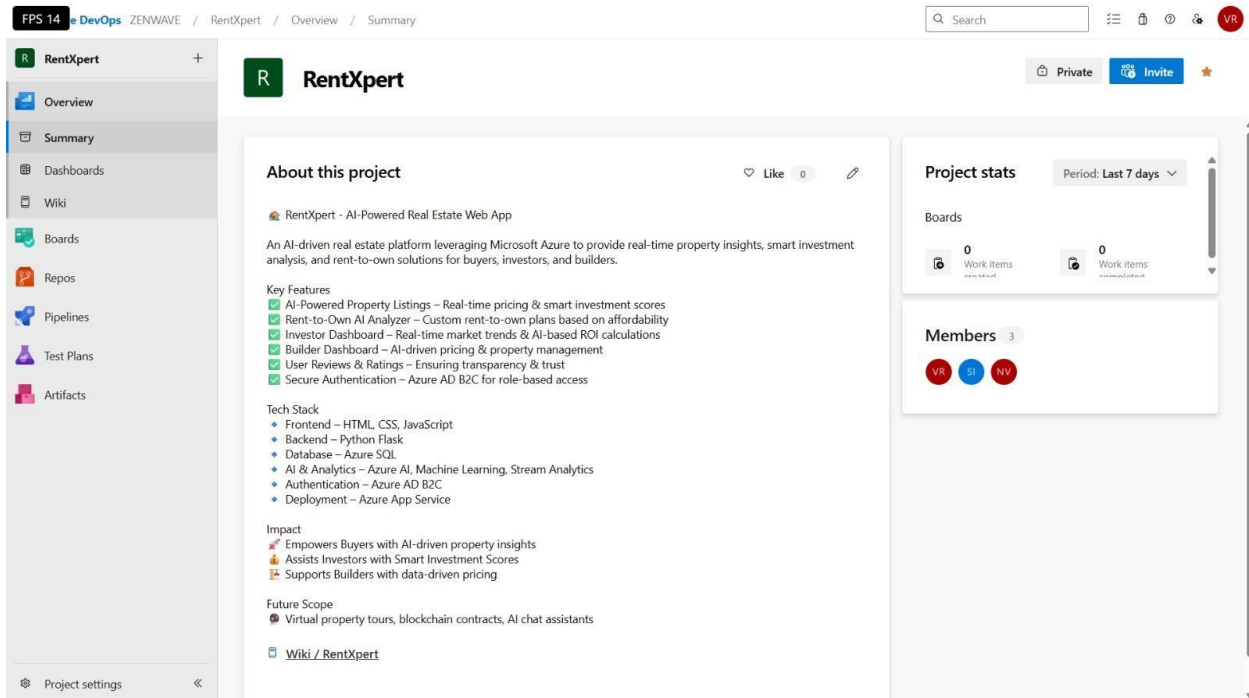 FPS 14 e DevOps ZENWAVE / RentXpert / Overview / Summary
Search
VR
R RentXpert +
Overview
Summary
Dashboards
Wiki
Boards
Repos
Pipelines
Test Plans
Artifacts
Project settings
R RentXpert
Private
Invite
About this project
Like 0
RentXpert - AI-Powered Real Estate Web App
An AI-driven real estate platform leveraging Microsoft Azure to provide real-time property insights, smart investment
analysis, and rent-to-own solutions for buyers, investors, and builders.
Key Features
✅ AI-Powered Property Listings – Real-time pricing & smart investment scores
✅ Rent-to-Own AI Analyzer – Custom rent-to-own plans based on affordability
✅ Investor Dashboard – Real-time market trends & AI-based ROI calculations
✅ Builder Dashboard – AI-driven pricing & property management
✅ User Reviews & Ratings – Ensuring transparency & trust
✅ Secure Authentication – Azure AD B2C for role-based access
Tech Stack
🔹 Frontend – HTML, CSS, JavaScript
🔹 Backend – Python Flask
🔹 Database – Azure SQL
🔹 AI & Analytics – Azure AI, Machine Learning, Stream Analytics
🔹 Authentication – Azure AD B2C
🔹 Deployment – Azure App Service
Impact
Empowers Buyers with AI-driven property insights
Assists Investors with Smart Investment Scores
Supports Builders with data-driven pricing
Future Scope
Virtual property tours, blockchain contracts, AI chat assistants
Wiki / RentXpert
Project stats
Period: Last 7 days
Boards
0
Work items
created
0
Work items
completed
Members 3
VR SI NV